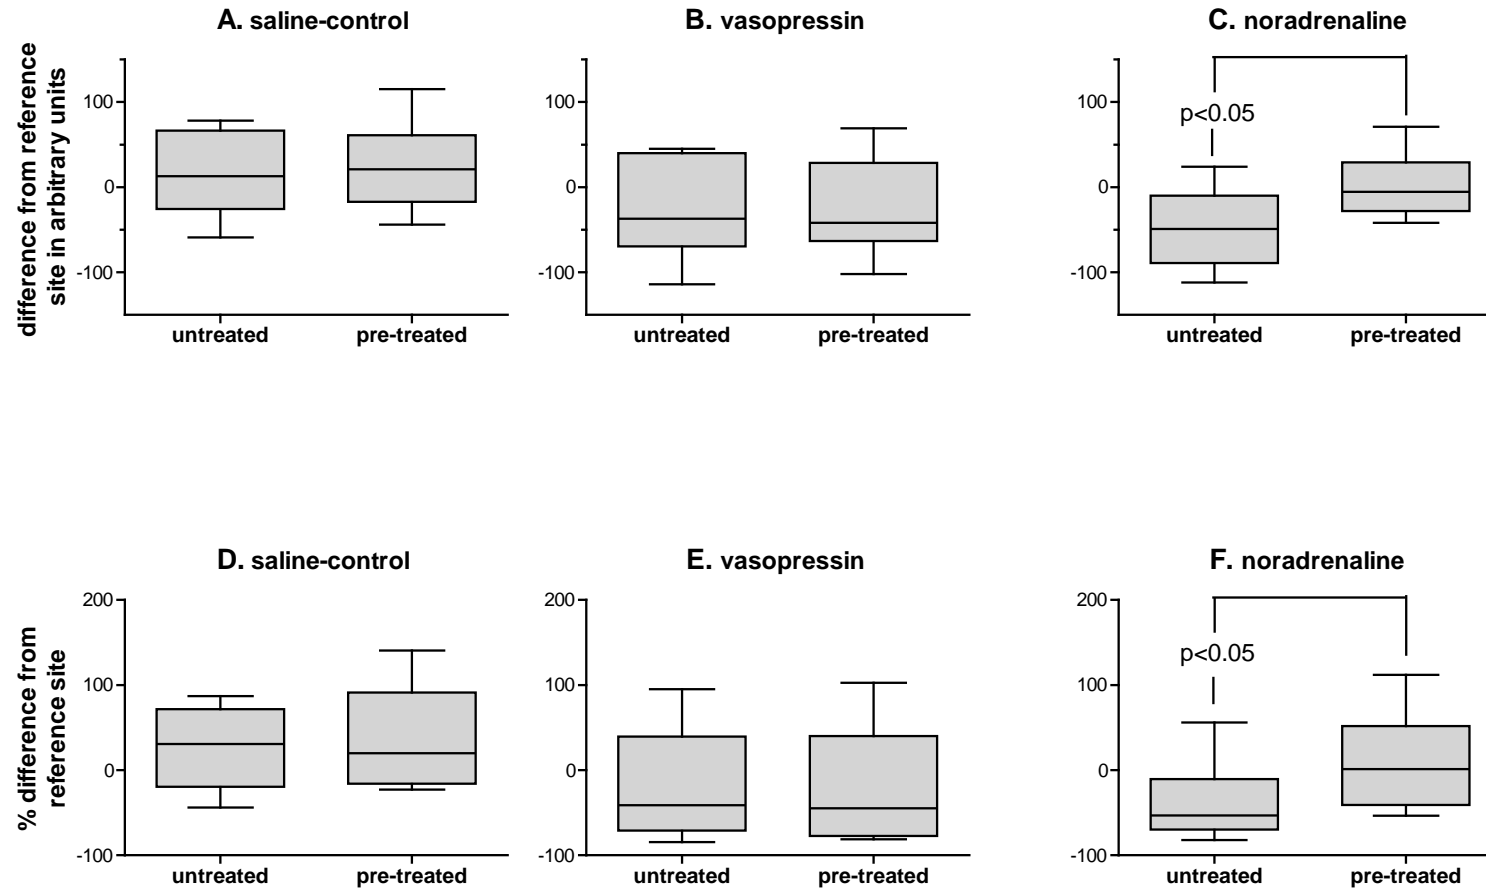 A. saline-control
B. vasopressin
C. noradrenaline
difference from reference
site in arbitrary units
100
0
-100
untreated
pre-treated
100
0
-100
untreated
pre-treated
100
0
-100
p<0.05
untreated
pre-treated
D. saline-control
E. vasopressin
F. noradrenaline
% difference from
reference site
200
100
0
-100
untreated
pre-treated
200
100
0
-100
untreated
pre-treated
200
100
0
-100
p<0.05
untreated
pre-treated